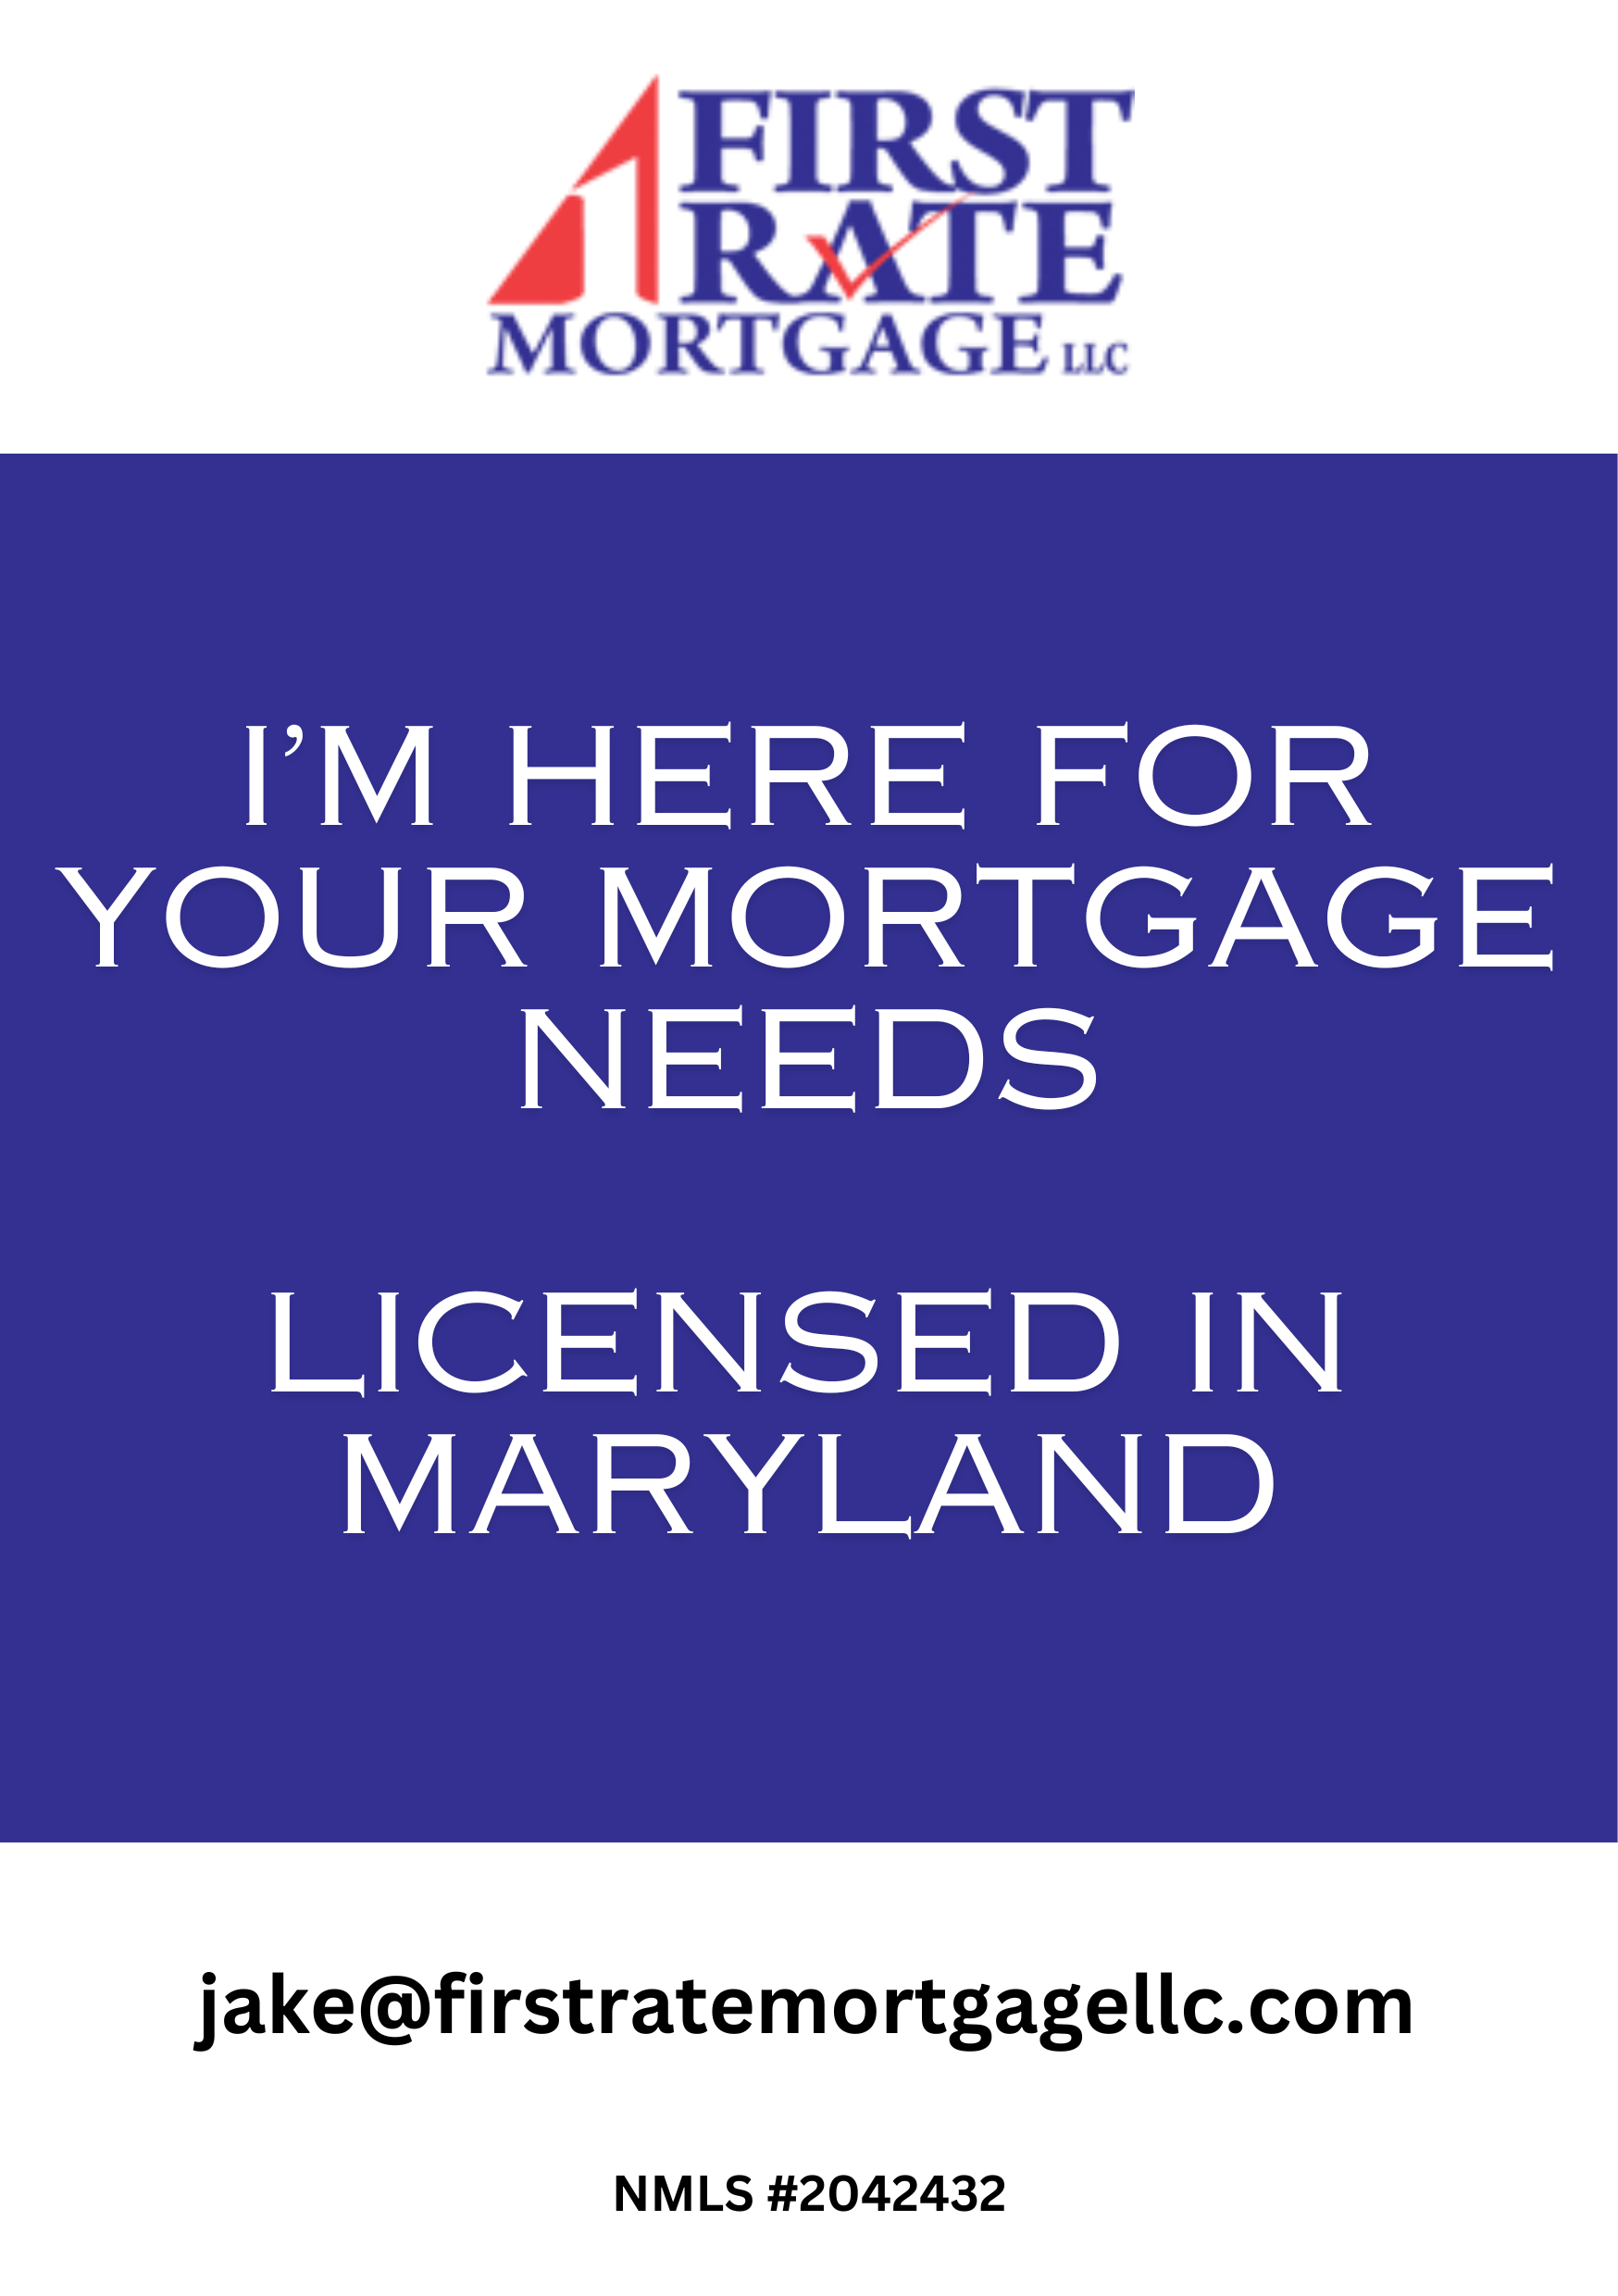 FIRST
RATE
MORTGAGE LLC
I'M HERE FOR
YOUR MORTGAGE
NEEDS
LICENSED IN
MARYLAND
jake@firstratemortgagellc.com
NMLS #2042432